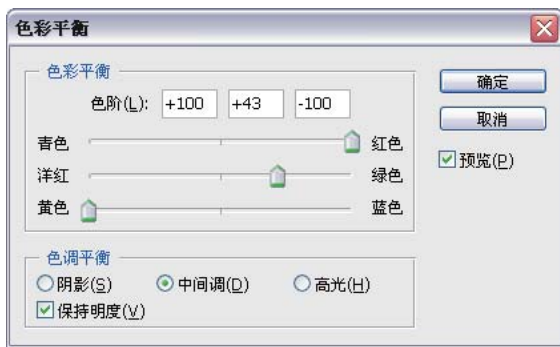 色彩平衡
色彩平衡
色阶(L): +100 +43 -100
确定
取消
青色 红色
预览(P)
洋红 绿色
黄色 蓝色
色调平衡
阴影(S) 中间调(D) 高光(H)
保持明度(V)